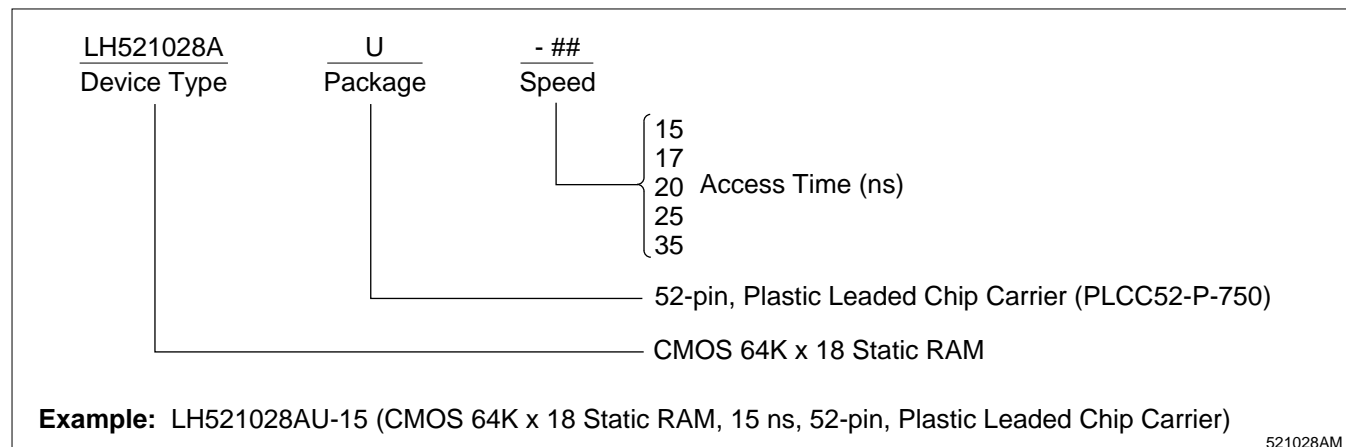 LH521028A U - ##
Device Type Package Speed
15
17
20 Access Time (ns)
25
35
52-pin, Plastic Leaded Chip Carrier (PLCC52-P-750)
CMOS 64K x 18 Static RAM
Example: LH521028AU-15 (CMOS 64K x 18 Static RAM, 15 ns, 52-pin, Plastic Leaded Chip Carrier)
521028AM